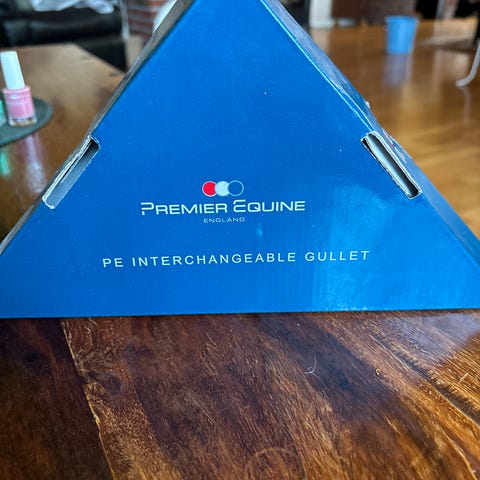 PREMIER EQUINE
ENGLAND
PE INTERCHANGEABLE GULLET